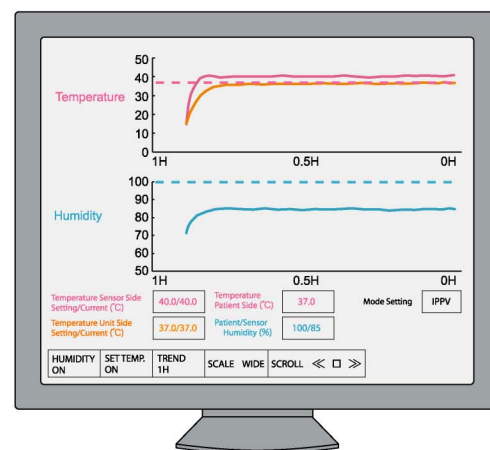 50
40
Temperature
30
20
10
0
1H 0.5H 0H
100
90
Humidity
80
70
60
50
1H 0.5H 0H
Temperature Sensor Side
Setting/Current (℃)
40.0/40.0
Temperature
Patient Side (℃)
37.0
Mode Setting
IPPV
Temperature Unit Side
Setting/Current (℃)
37.0/37.0
Patient/Sensor
Humidity (%)
100/85
HUMIDITY
ON
SET TEMP.
ON
TREND
1H
SCALE WIDE
SCROLL ≪ □ ≫